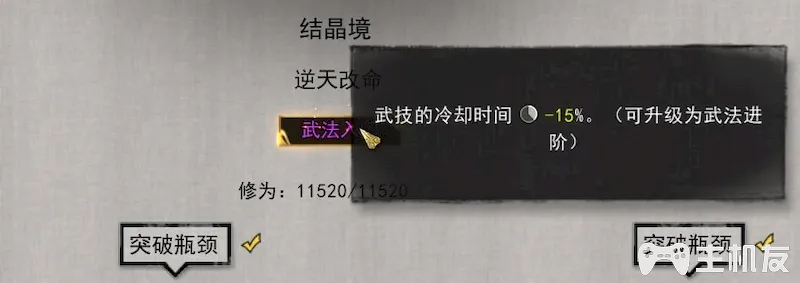 结晶境
逆天改命
武法入
武技的冷却时间 -15%。（可升级为武法进
阶）
修为：11520/11520
突破瓶颈
突破瓶颈
主机友